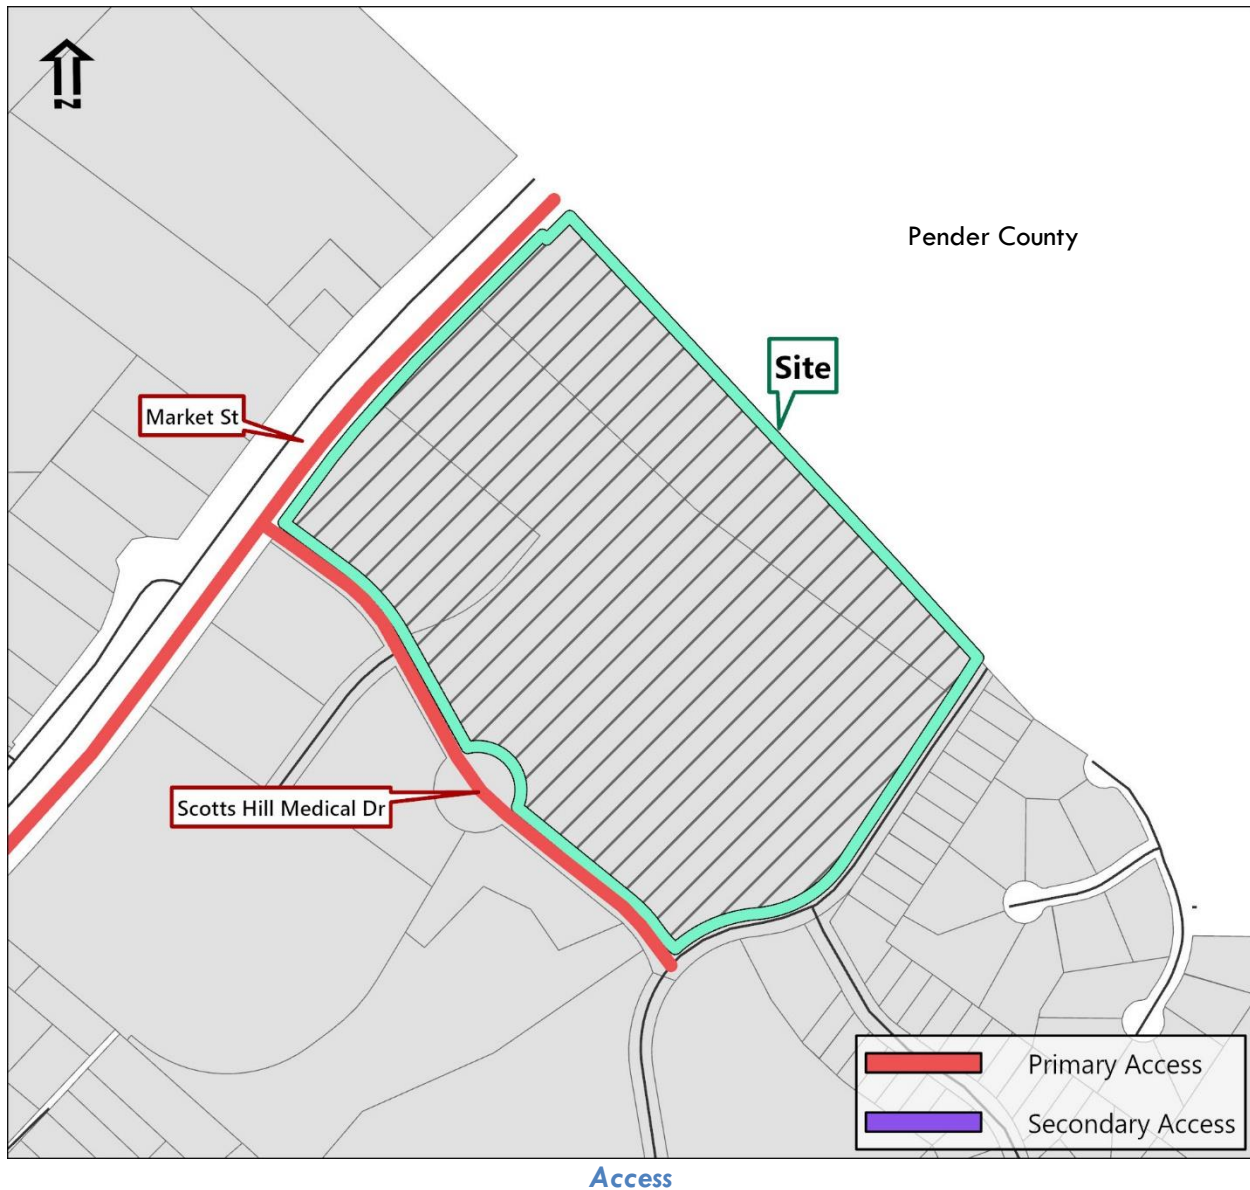 N
Pender County
Site
Market St
Scotts Hill Medical Dr
Primary Access
Secondary Access
Access